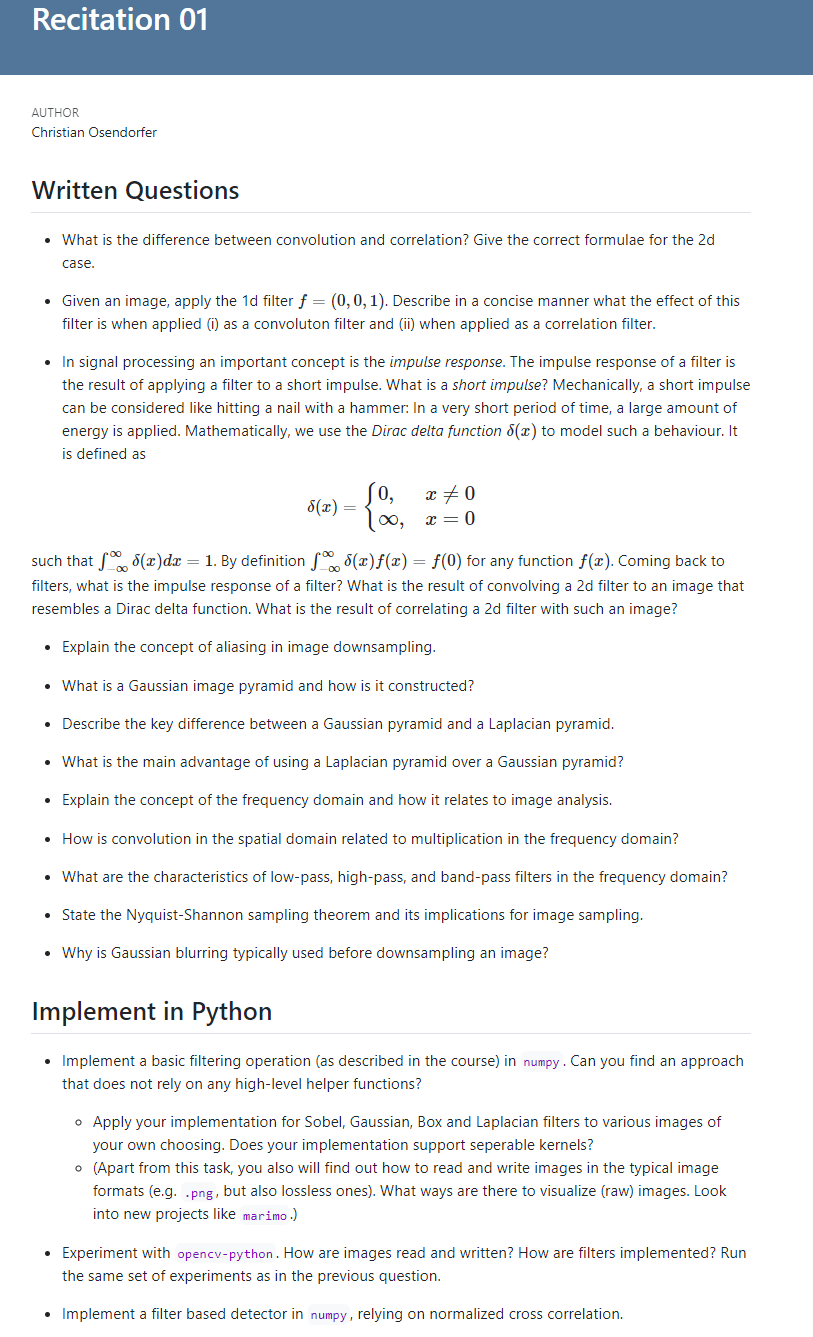 Recitation 01
AUTHOR
Christian Osendorfer
Written Questions
• What is the difference between convolution and correlation? Give the correct formulae for the 2d
case.
• Given an image, apply the 1d filter f = (0, 0, 1). Describe in a concise manner what the effect of this
filter is when applied (i) as a convoluton filter and (ii) when applied as a correlation filter.
• In signal processing an important concept is the impulse response. The impulse response of a filter is
the result of applying a filter to a short impulse. What is a short impulse? Mechanically, a short impulse
can be considered like hitting a nail with a hammer: In a very short period of time, a large amount of
energy is applied. Mathematically, we use the Dirac delta function δ(x) to model such a behaviour. It
is defined as
δ(x) = {0, x ≠ 0
∞, x = 0
such that ∫_{-∞}^{∞} δ(x)dx = 1. By definition ∫_{-∞}^{∞} δ(x)f(x) = f(0) for any function f(x). Coming back to
filters, what is the impulse response of a filter? What is the result of convolving a 2d filter to an image that
resembles a Dirac delta function. What is the result of correlating a 2d filter with such an image?
• Explain the concept of aliasing in image downsampling.
• What is a Gaussian image pyramid and how is it constructed?
• Describe the key difference between a Gaussian pyramid and a Laplacian pyramid.
• What is the main advantage of using a Laplacian pyramid over a Gaussian pyramid?
• Explain the concept of the frequency domain and how it relates to image analysis.
• How is convolution in the spatial domain related to multiplication in the frequency domain?
• What are the characteristics of low-pass, high-pass, and band-pass filters in the frequency domain?
• State the Nyquist-Shannon sampling theorem and its implications for image sampling.
• Why is Gaussian blurring typically used before downsampling an image?
Implement in Python
• Implement a basic filtering operation (as described in the course) in numpy. Can you find an approach
that does not rely on any high-level helper functions?
◦ Apply your implementation for Sobel, Gaussian, Box and Laplacian filters to various images of
your own choosing. Does your implementation support seperable kernels?
◦ (Apart from this task, you also will find out how to read and write images in the typical image
formats (e.g. .png, but also lossless ones). What ways are there to visualize (raw) images. Look
into new projects like marimo.)
• Experiment with opencv-python. How are images read and written? How are filters implemented? Run
the same set of experiments as in the previous question.
• Implement a filter based detector in numpy, relying on normalized cross correlation.